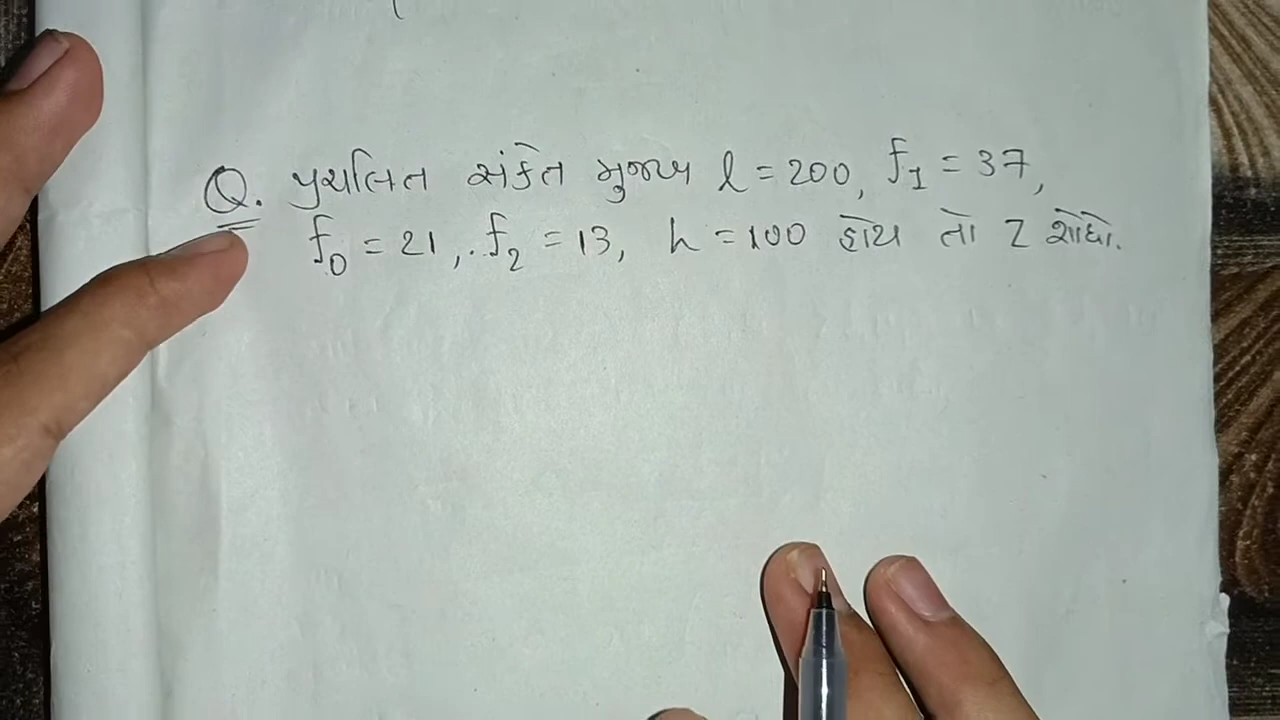 Q. પ્રચલિત સંકેત મુજબ l = 200, f₁ = 37,
f₀ = 21, f₂ = 13, h = 100 હોય તો Z શોધો.